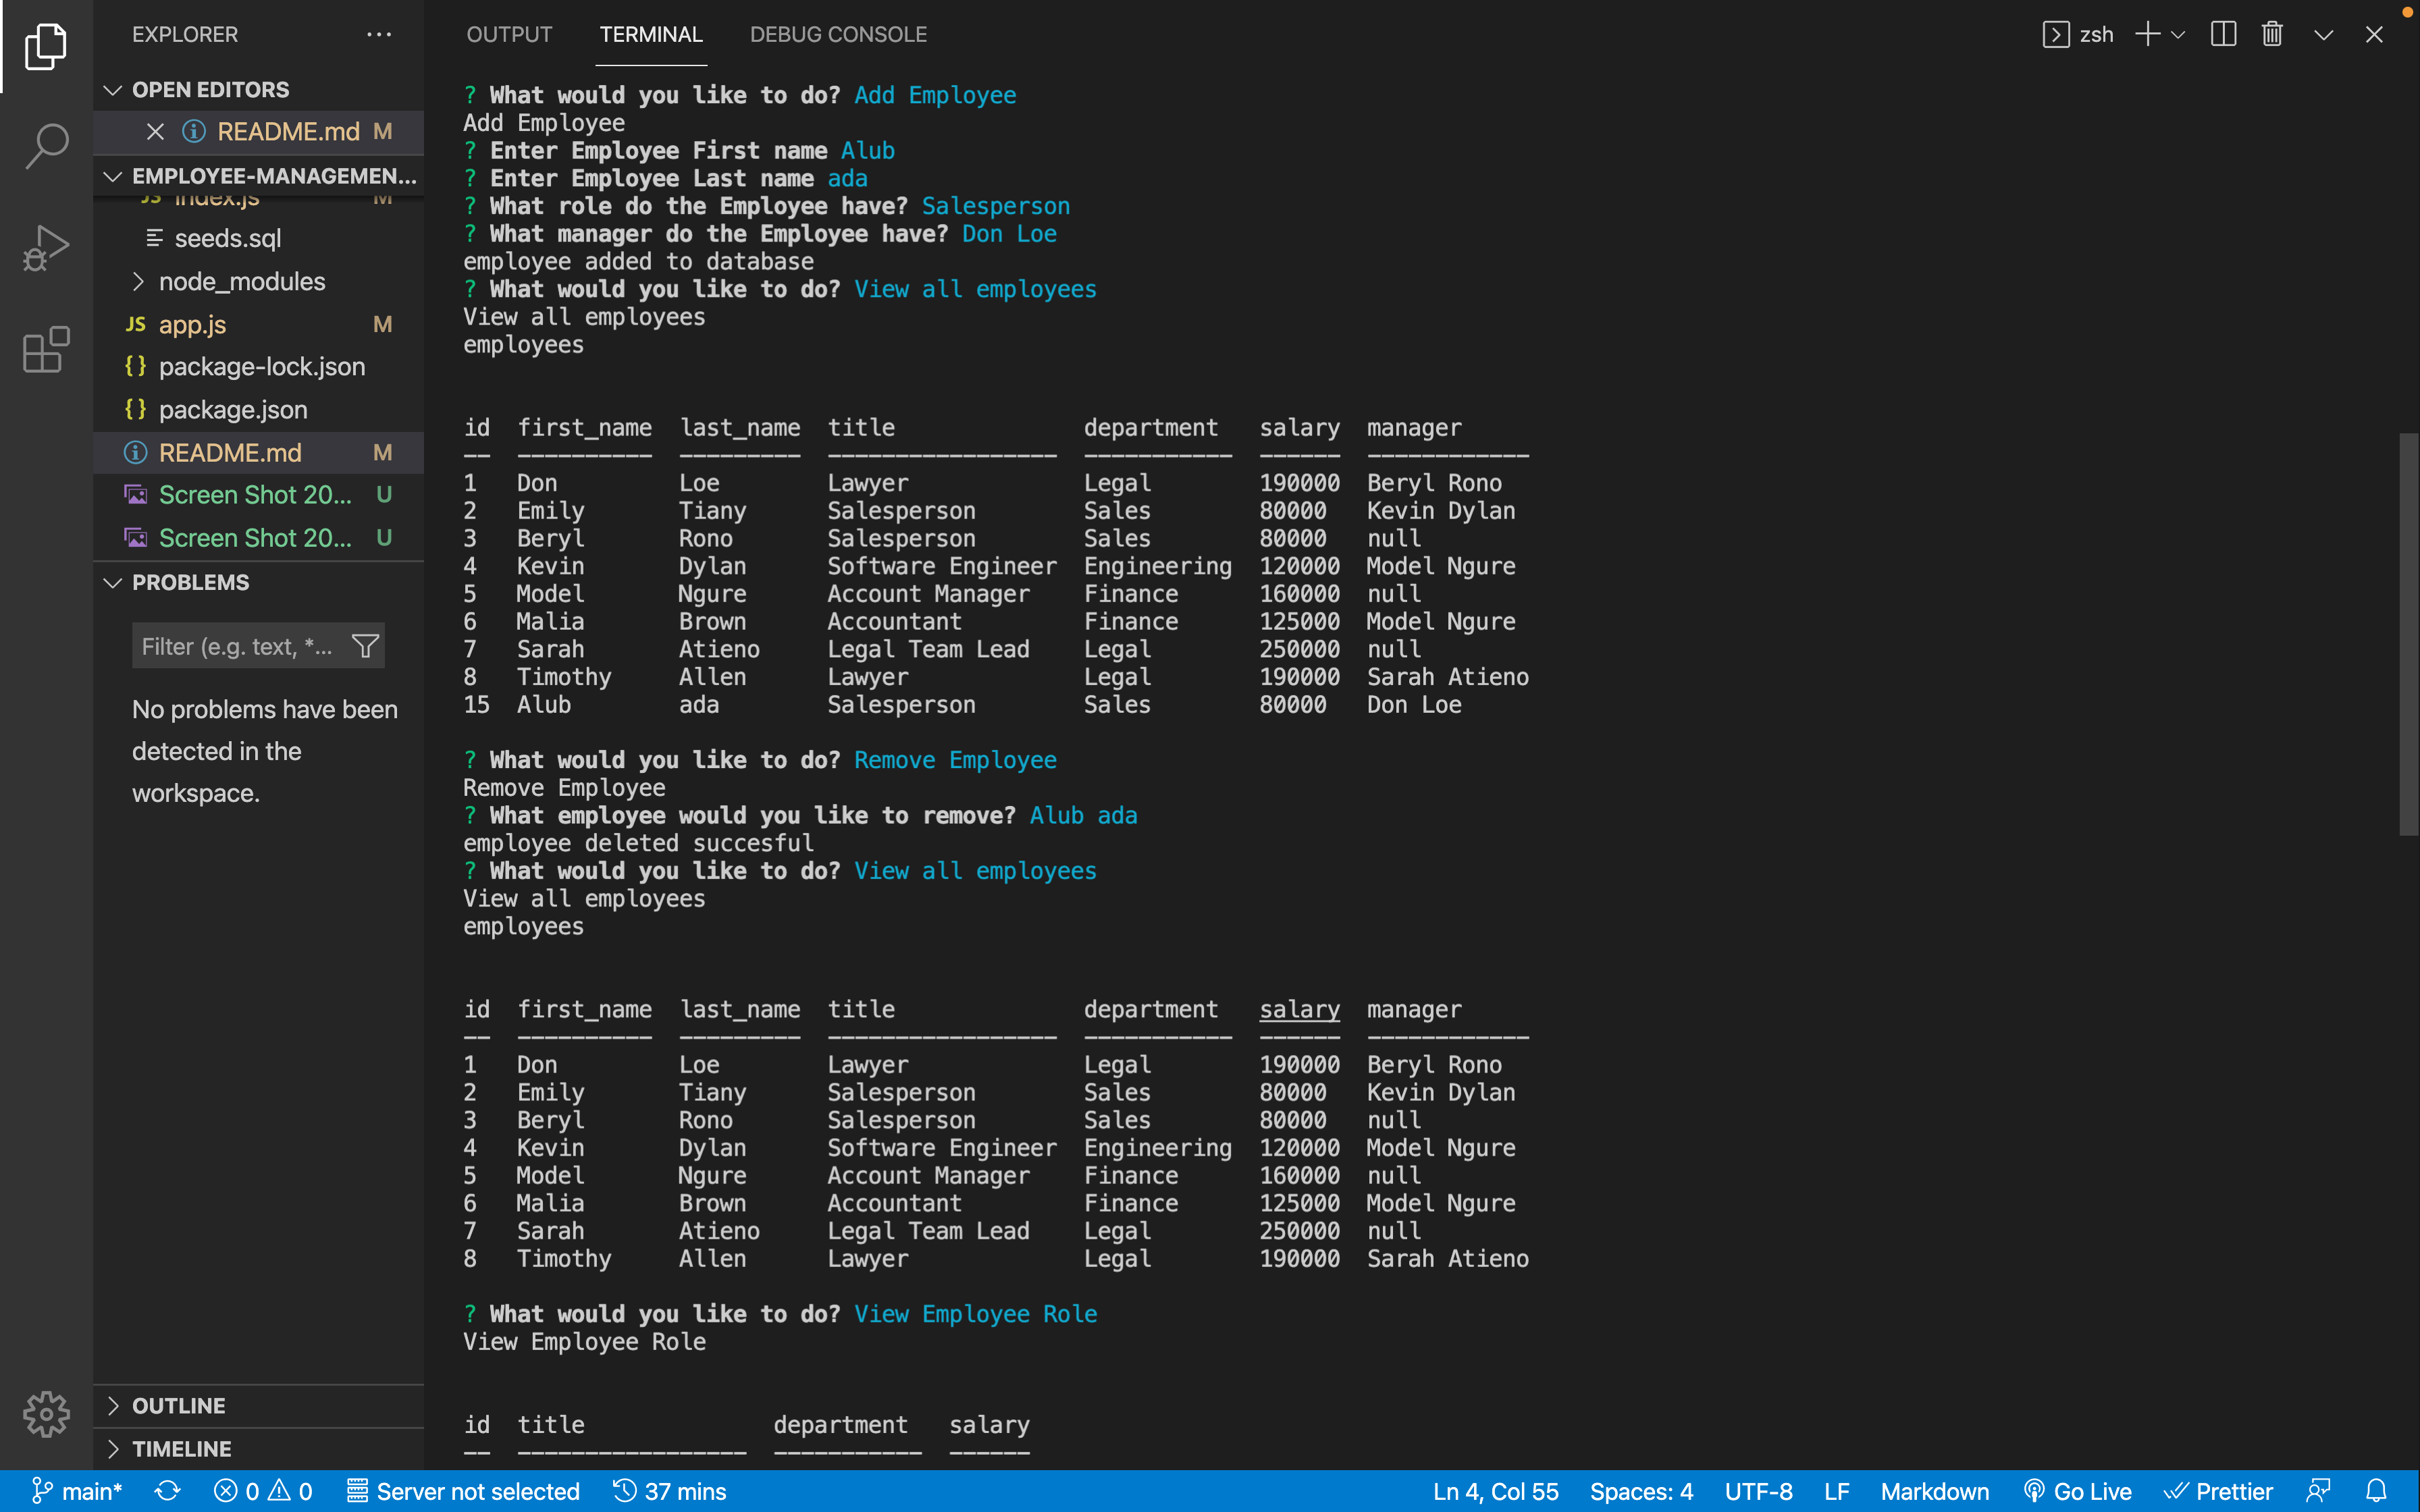 EXPLORER
OPEN EDITORS
README.md M
EMPLOYEE-MANAGEMEN...
JS index.js M
seeds.sql
node_modules
JS app.js M
{} package-lock.json
{} package.json
README.md M
Screen Shot 20... U
Screen Shot 20... U
PROBLEMS
Filter (e.g. text, *...
No problems have been
detected in the
workspace.
OUTLINE
TIMELINE
OUTPUT TERMINAL DEBUG CONSOLE zsh
? What would you like to do? Add Employee
Add Employee
? Enter Employee First name Alub
? Enter Employee Last name ada
? What role do the Employee have? Salesperson
? What manager do the Employee have? Don Loe
employee added to database
? What would you like to do? View all employees
View all employees
employees
id first_name last_name title department salary manager
-- ---------- --------- ----------------- ----------- ------ ------------
1 Don Loe Lawyer Legal 190000 Beryl Rono
2 Emily Tiany Salesperson Sales 80000 Kevin Dylan
3 Beryl Rono Salesperson Sales 80000 null
4 Kevin Dylan Software Engineer Engineering 120000 Model Ngure
5 Model Ngure Account Manager Finance 160000 null
6 Malia Brown Accountant Finance 125000 Model Ngure
7 Sarah Atieno Legal Team Lead Legal 250000 null
8 Timothy Allen Lawyer Legal 190000 Sarah Atieno
15 Alub ada Salesperson Sales 80000 Don Loe
? What would you like to do? Remove Employee
Remove Employee
? What employee would you like to remove? Alub ada
employee deleted succesful
? What would you like to do? View all employees
View all employees
employees
id first_name last_name title department salary manager
-- ---------- --------- ----------------- ----------- ------ ------------
1 Don Loe Lawyer Legal 190000 Beryl Rono
2 Emily Tiany Salesperson Sales 80000 Kevin Dylan
3 Beryl Rono Salesperson Sales 80000 null
4 Kevin Dylan Software Engineer Engineering 120000 Model Ngure
5 Model Ngure Account Manager Finance 160000 null
6 Malia Brown Accountant Finance 125000 Model Ngure
7 Sarah Atieno Legal Team Lead Legal 250000 null
8 Timothy Allen Lawyer Legal 190000 Sarah Atieno
? What would you like to do? View Employee Role
View Employee Role
id title department salary
-- ----------------- ----------- ------
main* 0 0 Server not selected 37 mins Ln 4, Col 55 Spaces: 4 UTF-8 LF Markdown Go Live Prettier